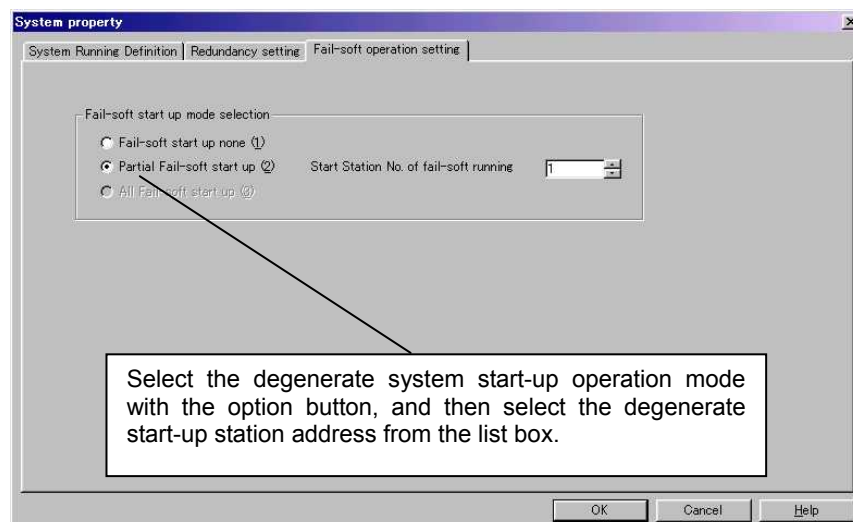 System property
System Running Definition Redundancy setting Fail-soft operation setting
Fail-soft start up mode selection
Fail-soft start up none (1)
Partial Fail-soft start up (2) Start Station No. of fail-soft running 1
All Fail-soft start up (3)
Select the degenerate system start-up operation mode
with the option button, and then select the degenerate
start-up station address from the list box.
OK Cancel Help